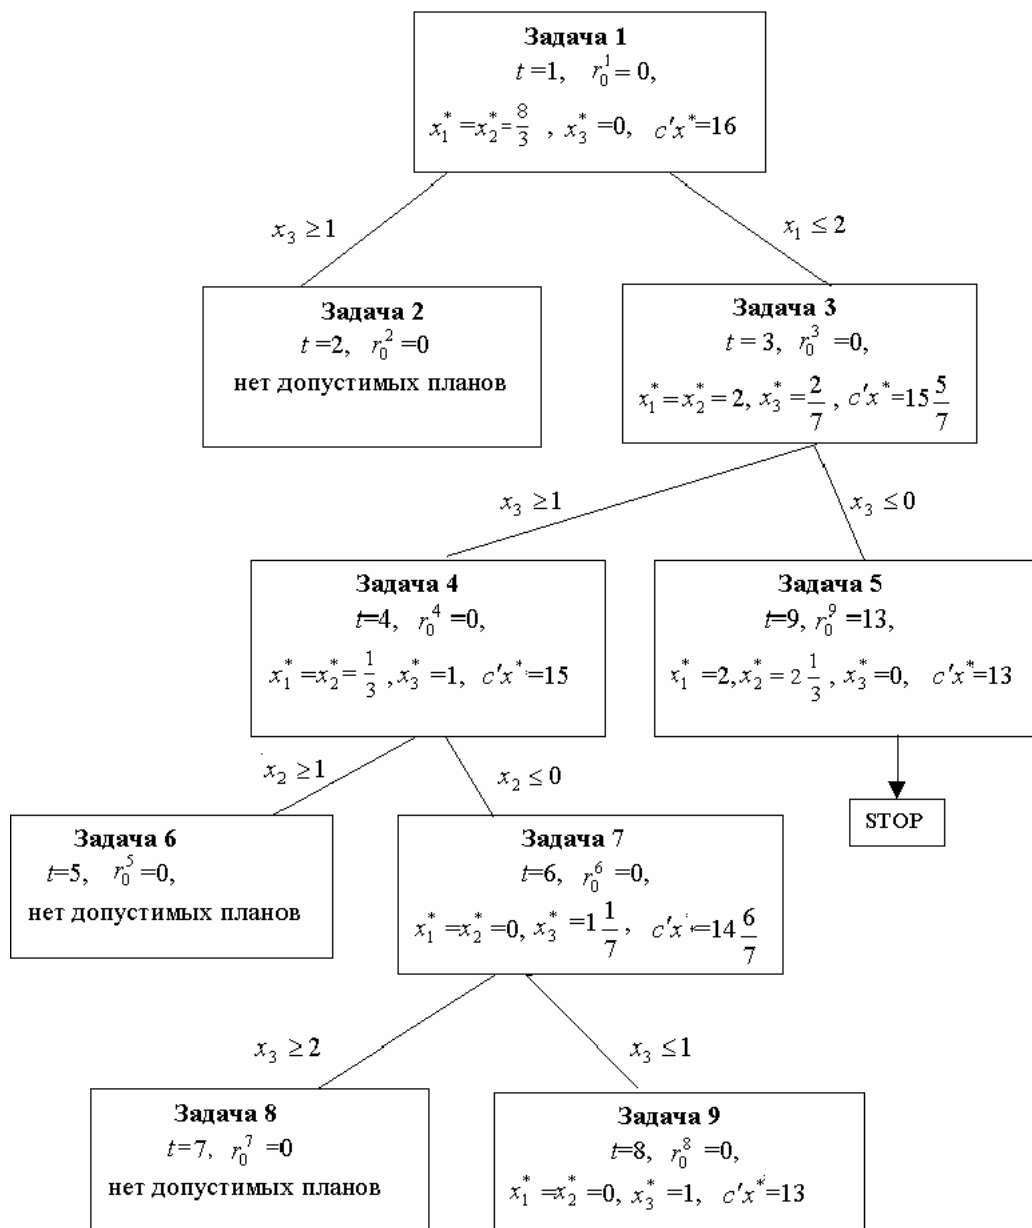 Задача 1
t =1, r₀¹ = 0,
x₁* =x₂*=8/3 , x₃* =0, c′x*=16
x₃ ≥1
x₁ ≤ 2
Задача 2
t =2, r₀² =0
нет допустимых планов
Задача 3
t = 3, r₀³ =0,
x₁* = x₂* = 2, x₃* = 2/7 , c′x*=15 5/7
x₃ ≥1
x₃ ≤ 0
Задача 4
t=4, r₀⁴ =0,
x₁* =x₂*= 1/3 , x₃* =1, c′x*=15
Задача 5
t=9, r₀⁹ =13,
x₁* =2, x₂* = 2 1/3 , x₃* =0, c′x*=13
x₂ ≥1
x₂ ≤ 0
STOP
Задача 6
t=5, r₀⁵ =0,
нет допустимых планов
Задача 7
t=6, r₀⁶ =0,
x₁* =x₂* =0, x₃* =1 1/7 , c′x*=14 6/7
x₃ ≥ 2
x₃ ≤ 1
Задача 8
t=7, r₀⁷ =0
нет допустимых планов
Задача 9
t=8, r₀⁸ =0,
x₁* =x₂* =0, x₃* =1, c′x*=13